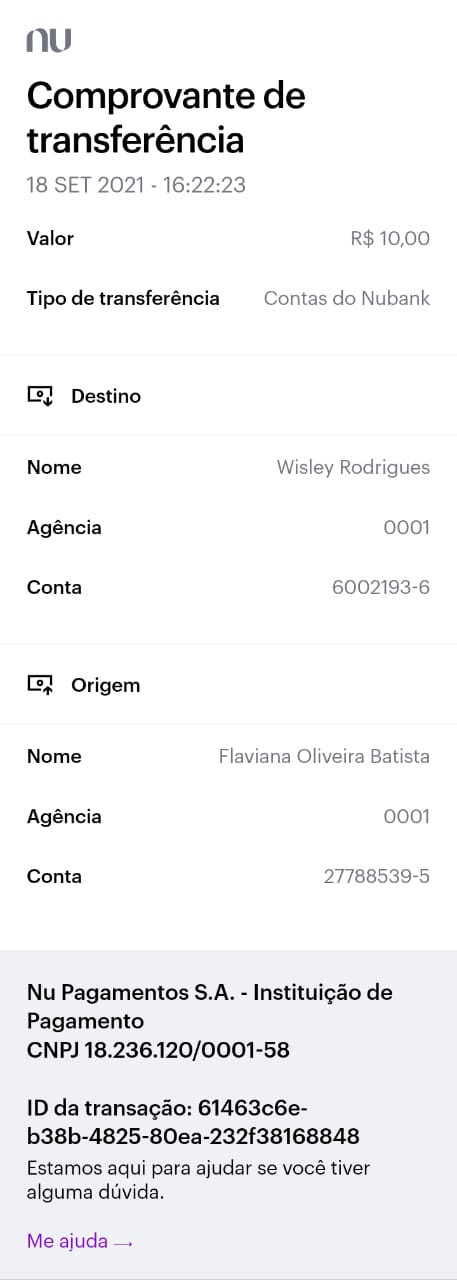 nu
Comprovante de
transferência
18 SET 2021 - 16:22:23
Valor R$ 10,00
Tipo de transferência Contas do Nubank
Destino
Nome Wisley Rodrigues
Agência 0001
Conta 6002193-6
Origem
Nome Flaviana Oliveira Batista
Agência 0001
Conta 27788539-5
Nu Pagamentos S.A. - Instituição de
Pagamento
CNPJ 18.236.120/0001-58
ID da transação: 61463c6e-
b38b-4825-80ea-232f38168848
Estamos aqui para ajudar se você tiver
alguma dúvida.
Me ajuda →